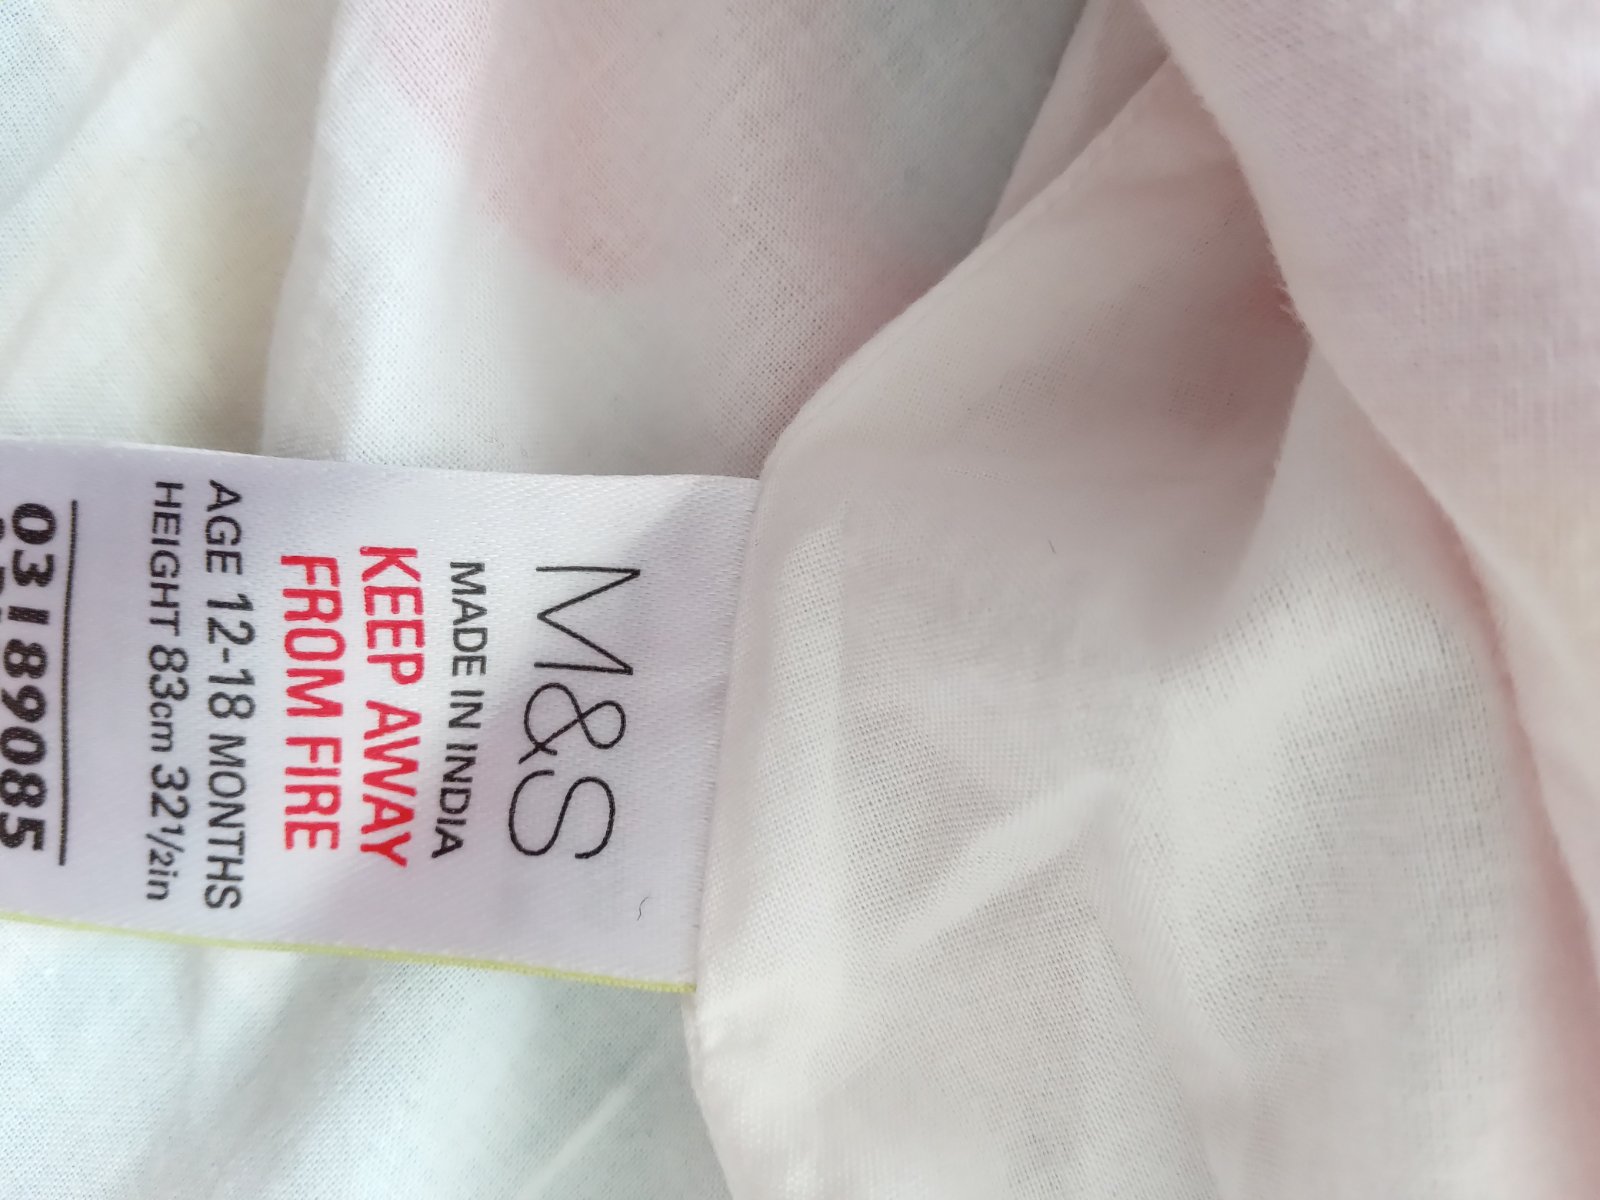 M&S
MADE IN INDIA
KEEP AWAY
FROM FIRE
AGE 12-18 MONTHS
HEIGHT 83cm 32½in
03189085